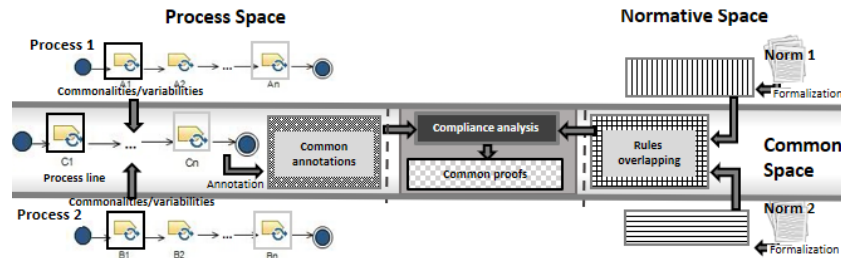 Process Space
Normative Space
Process 1
A1
A2
...
An
Commonalities/variabilities
Norm 1
Formalization
C1
...
Cn
Process line
Annotation
Common
annotations
Compliance analysis
Common proofs
Rules
overlapping
Common
Space
Commonalities/variabilities
Process 2
B1
B2
...
Bn
Norm 2
Formalization